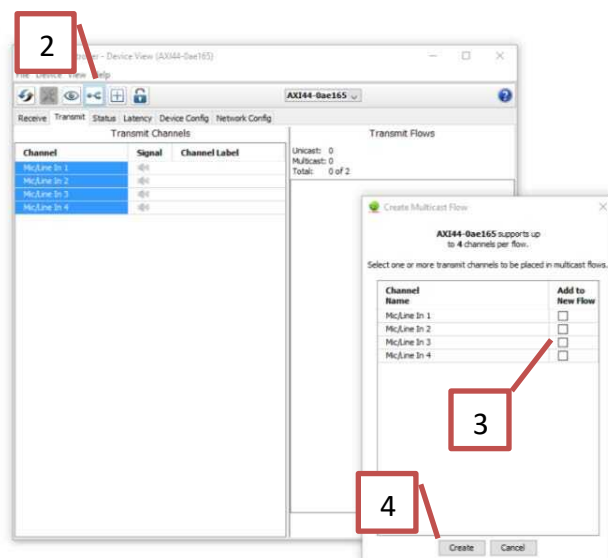 2
troller - Device View (AXI44-0ae165)
File Device View Help
AXI44-0ae165
Receive Transmit Status Latency Device Config Network Config
Transmit Channels
Channel Signal Channel Label
Mic/Line In 1
Mic/Line In 2
Mic/Line In 3
Mic/Line In 4
Transmit Flows
Unicast: 0
Multicast: 0
Total: 0 of 2
Create Multicast Flow
AXI44-0ae165 supports up
to 4 channels per flow.
Select one or more transmit channels to be placed in multicast flows.
Channel
Name
Add to
New Flow
Mic/Line In 1
Mic/Line In 2
Mic/Line In 3
Mic/Line In 4
3
4
Create Cancel